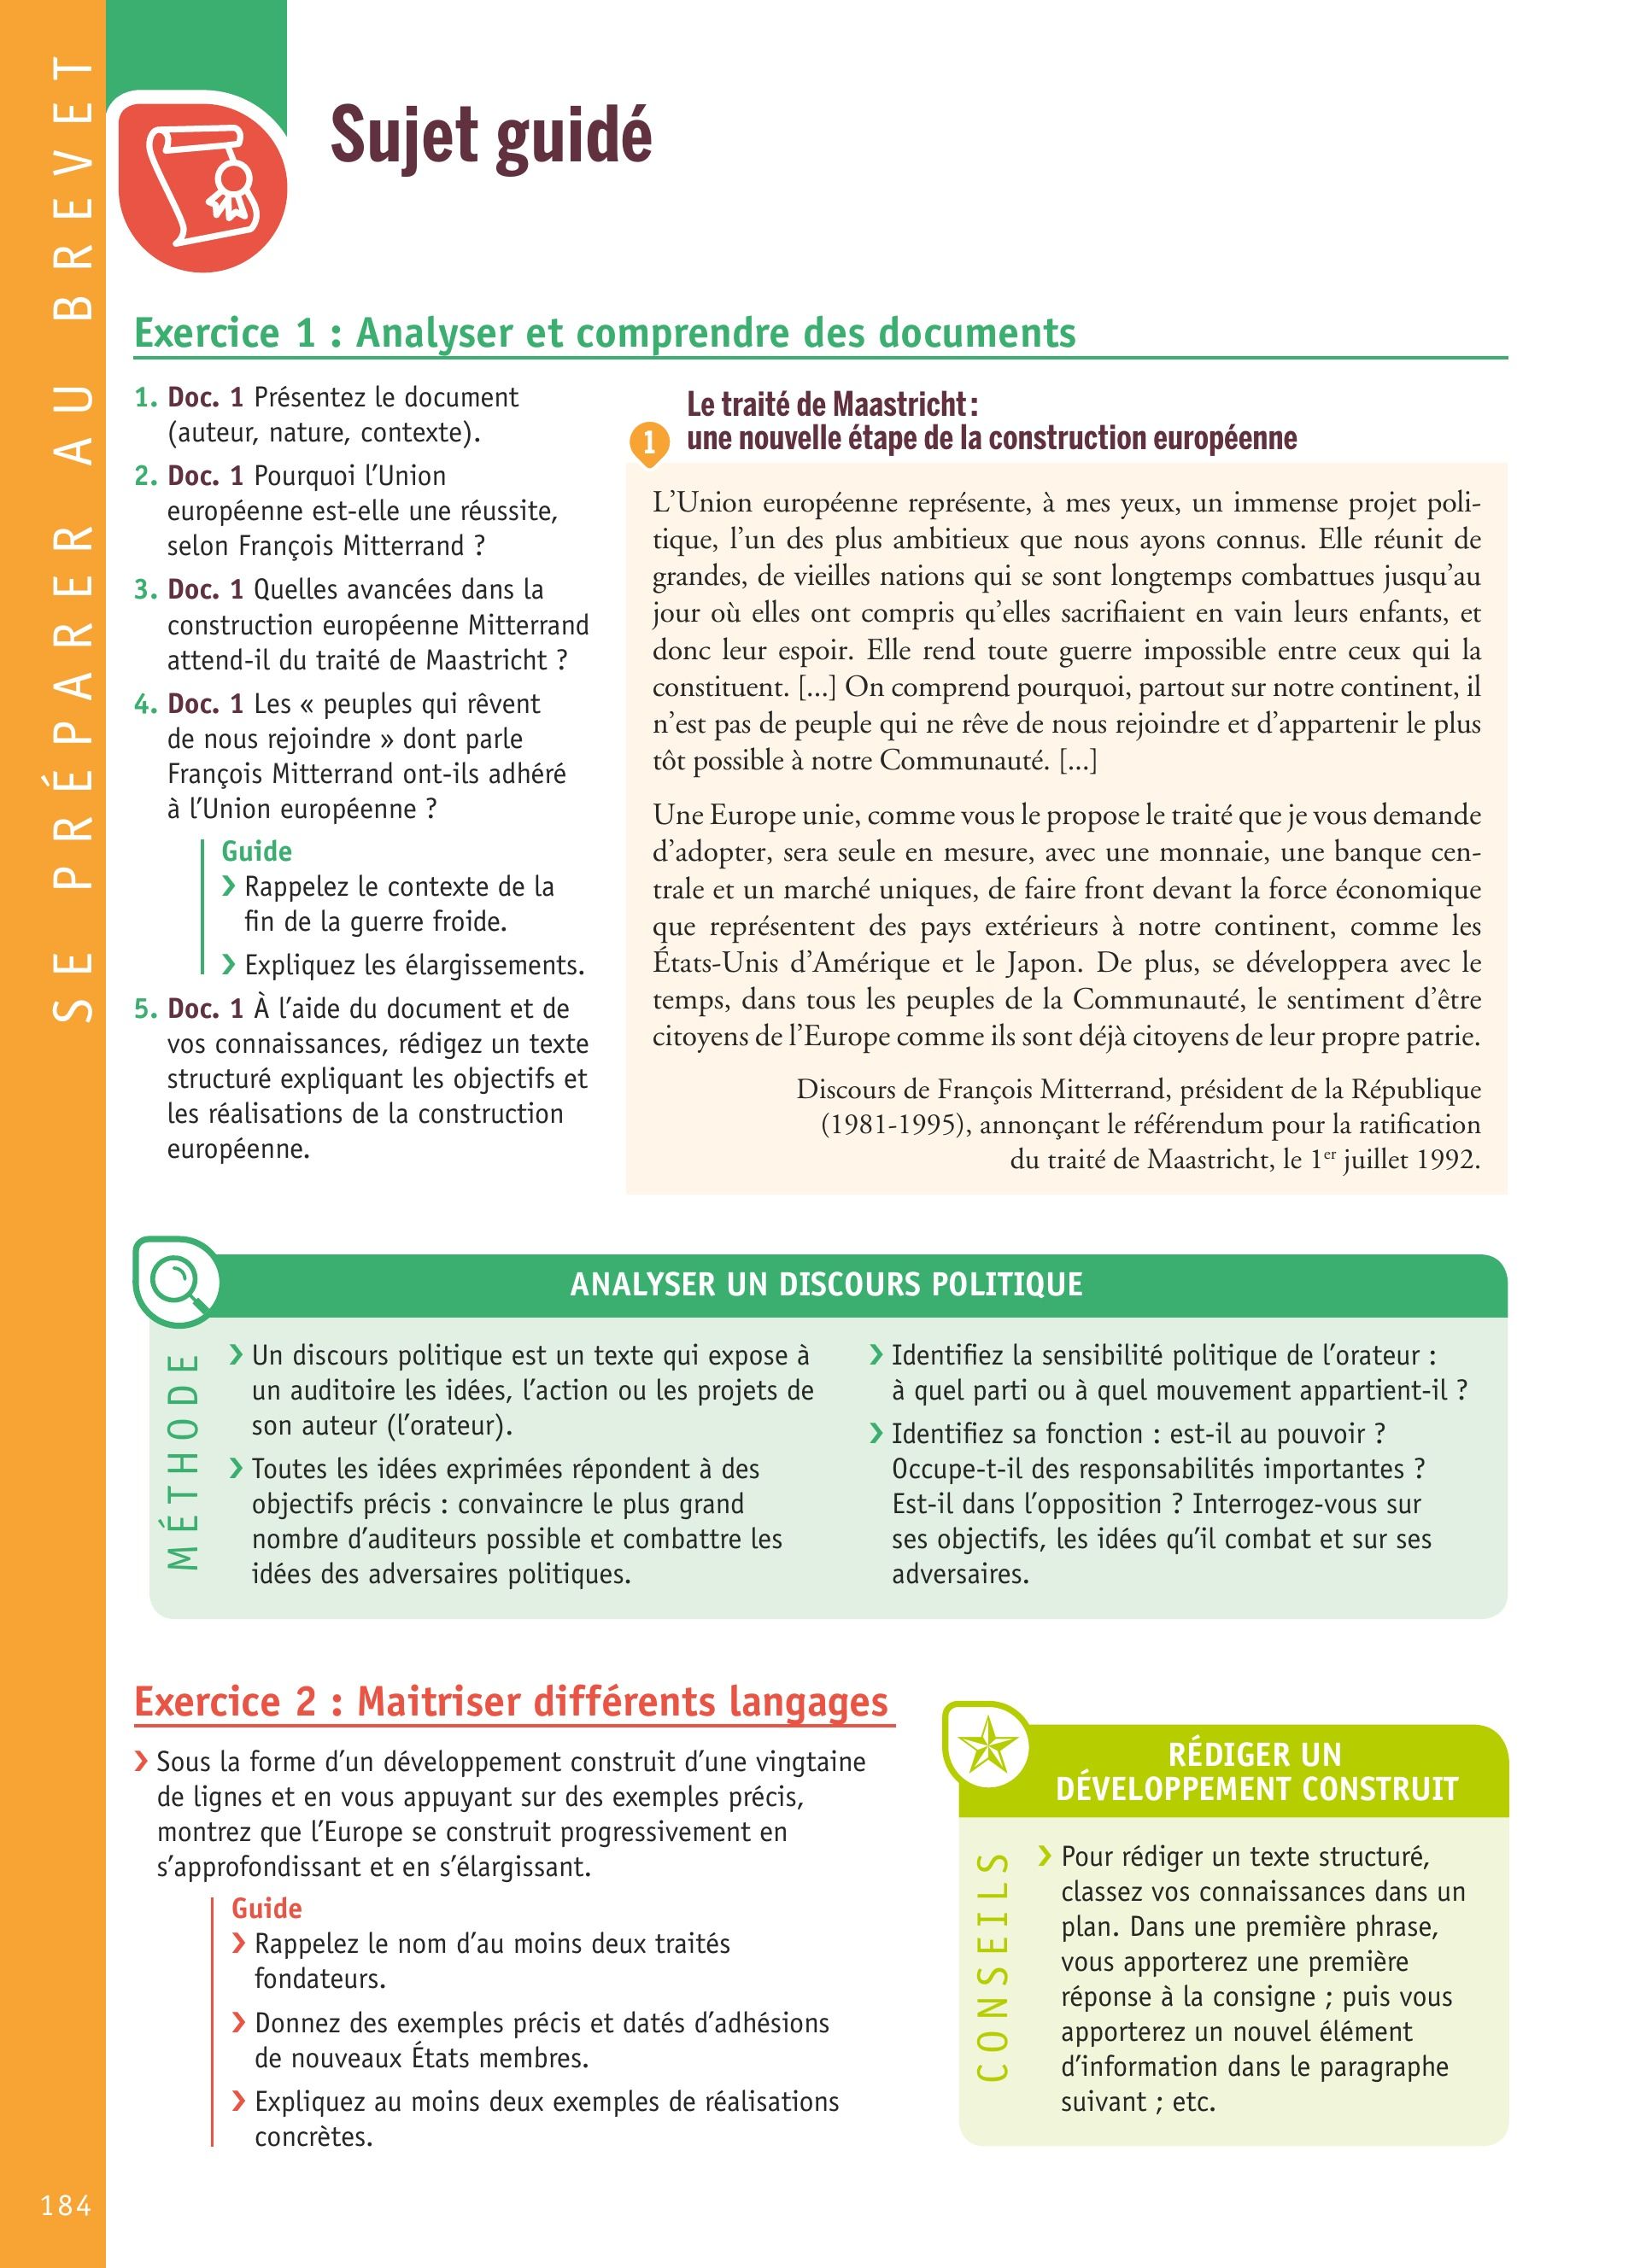 SE PRÉPARER AU BREVET
Sujet guidé
Exercice 1 : Analyser et comprendre des documents
1. Doc. 1 Présentez le document
(auteur, nature, contexte).
2. Doc. 1 Pourquoi l'Union
européenne est-elle une réussite,
selon François Mitterrand ?
3. Doc. 1 Quelles avancées dans la
construction européenne Mitterrand
attend-il du traité de Maastricht ?
4. Doc. 1 Les « peuples qui rêvent
de nous rejoindre » dont parle
François Mitterrand ont-ils adhéré
à l'Union européenne ?
Guide
❯ Rappelez le contexte de la
fin de la guerre froide.
❯ Expliquez les élargissements.
5. Doc. 1 À l'aide du document et de
vos connaissances, rédigez un texte
structuré expliquant les objectifs et
les réalisations de la construction
européenne.
Le traité de Maastricht :
1 une nouvelle étape de la construction européenne
L'Union européenne représente, à mes yeux, un immense projet poli-
tique, l'un des plus ambitieux que nous ayons connus. Elle réunit de
grandes, de vieilles nations qui se sont longtemps combattues jusqu'au
jour où elles ont compris qu'elles sacrifiaient en vain leurs enfants, et
donc leur espoir. Elle rend toute guerre impossible entre ceux qui la
constituent. [...] On comprend pourquoi, partout sur notre continent, il
n'est pas de peuple qui ne rêve de nous rejoindre et d'appartenir le plus
tôt possible à notre Communauté. [...]
Une Europe unie, comme vous le propose le traité que je vous demande
d'adopter, sera seule en mesure, avec une monnaie, une banque cen-
trale et un marché uniques, de faire front devant la force économique
que représentent des pays extérieurs à notre continent, comme les
États-Unis d'Amérique et le Japon. De plus, se développera avec le
temps, dans tous les peuples de la Communauté, le sentiment d'être
citoyens de l'Europe comme ils sont déjà citoyens de leur propre patrie.
Discours de François Mitterrand, président de la République
(1981-1995), annonçant le référendum pour la ratification
du traité de Maastricht, le 1er juillet 1992.
ANALYSER UN DISCOURS POLITIQUE
MÉTHODE
❯ Un discours politique est un texte qui expose à
un auditoire les idées, l'action ou les projets de
son auteur (l'orateur).
❯ Toutes les idées exprimées répondent à des
objectifs précis : convaincre le plus grand
nombre d'auditeurs possible et combattre les
idées des adversaires politiques.
❯ Identifiez la sensibilité politique de l'orateur :
à quel parti ou à quel mouvement appartient-il ?
❯ Identifiez sa fonction : est-il au pouvoir ?
Occupe-t-il des responsabilités importantes ?
Est-il dans l'opposition ? Interrogez-vous sur
ses objectifs, les idées qu'il combat et sur ses
adversaires.
Exercice 2 : Maitriser différents langages
❯ Sous la forme d'un développement construit d'une vingtaine
de lignes et en vous appuyant sur des exemples précis,
montrez que l'Europe se construit progressivement en
s'approfondissant et en s'élargissant.
Guide
❯ Rappelez le nom d'au moins deux traités
fondateurs.
❯ Donnez des exemples précis et datés d'adhésions
de nouveaux États membres.
❯ Expliquez au moins deux exemples de réalisations
concrètes.
RÉDIGER UN
DÉVELOPPEMENT CONSTRUIT
CONSEILS
❯ Pour rédiger un texte structuré,
classez vos connaissances dans un
plan. Dans une première phrase,
vous apporterez une première
réponse à la consigne ; puis vous
apporterez un nouvel élément
d'information dans le paragraphe
suivant ; etc.
184